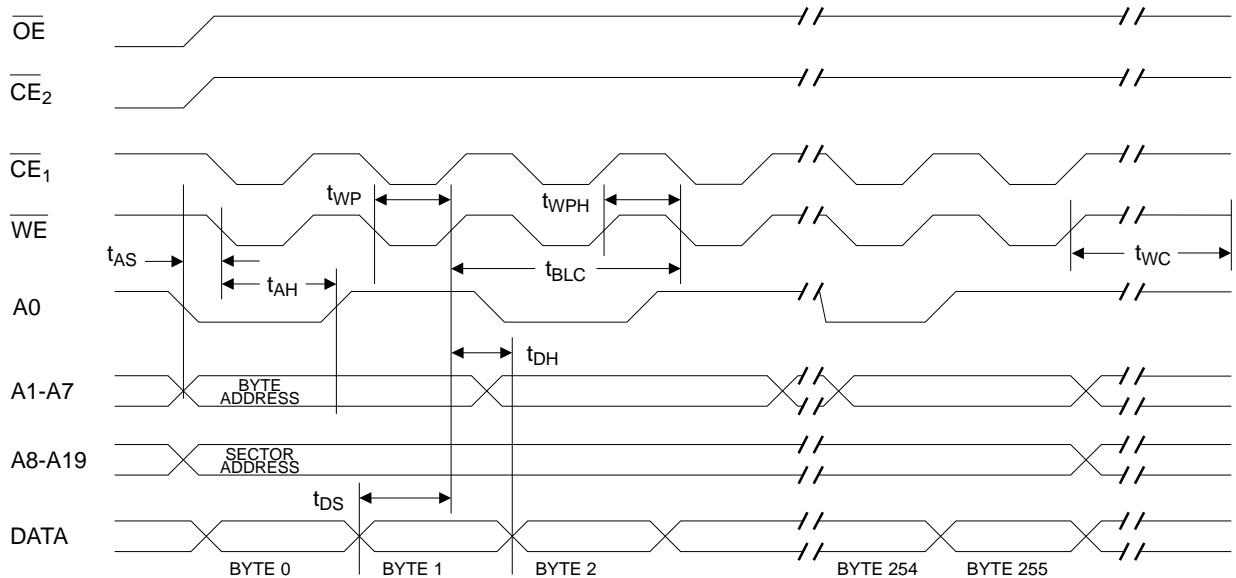 OE
CE2
CE1
tWP
tWPH
WE
tAS
tAH
tBLC
tWC
A0
tDH
A1-A7
BYTE
ADDRESS
A8-A19
SECTOR
ADDRESS
tDS
DATA
BYTE 0
BYTE 1
BYTE 2
BYTE 254
BYTE 255